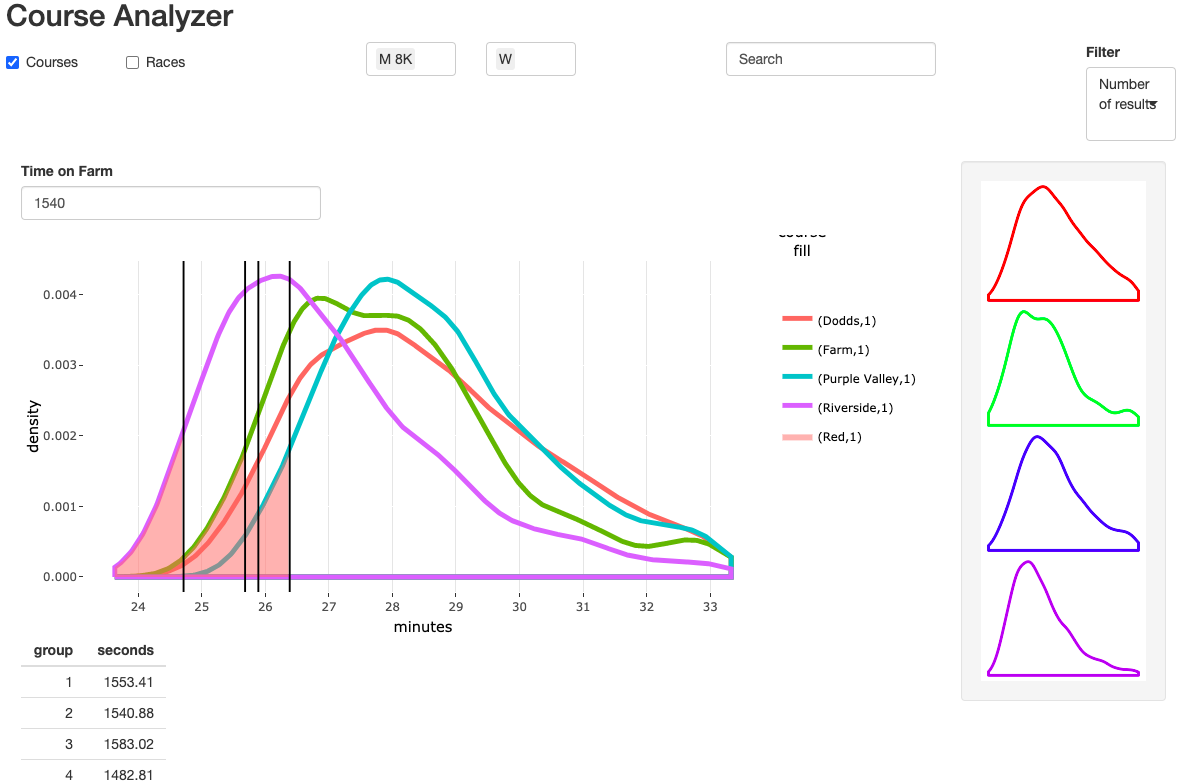 Course Analyzer
Courses
Races
M 8K
W
Search
Filter
Number
of results
Time on Farm
1540
course
fill
(Dodds,1)
(Farm,1)
(Purple Valley,1)
(Riverside,1)
(Red,1)
0.004
0.003
0.002
0.001
0.000
density
24 25 26 27 28 29 30 31 32 33
minutes
group seconds
1 1553.41
2 1540.88
3 1583.02
4 1482.81